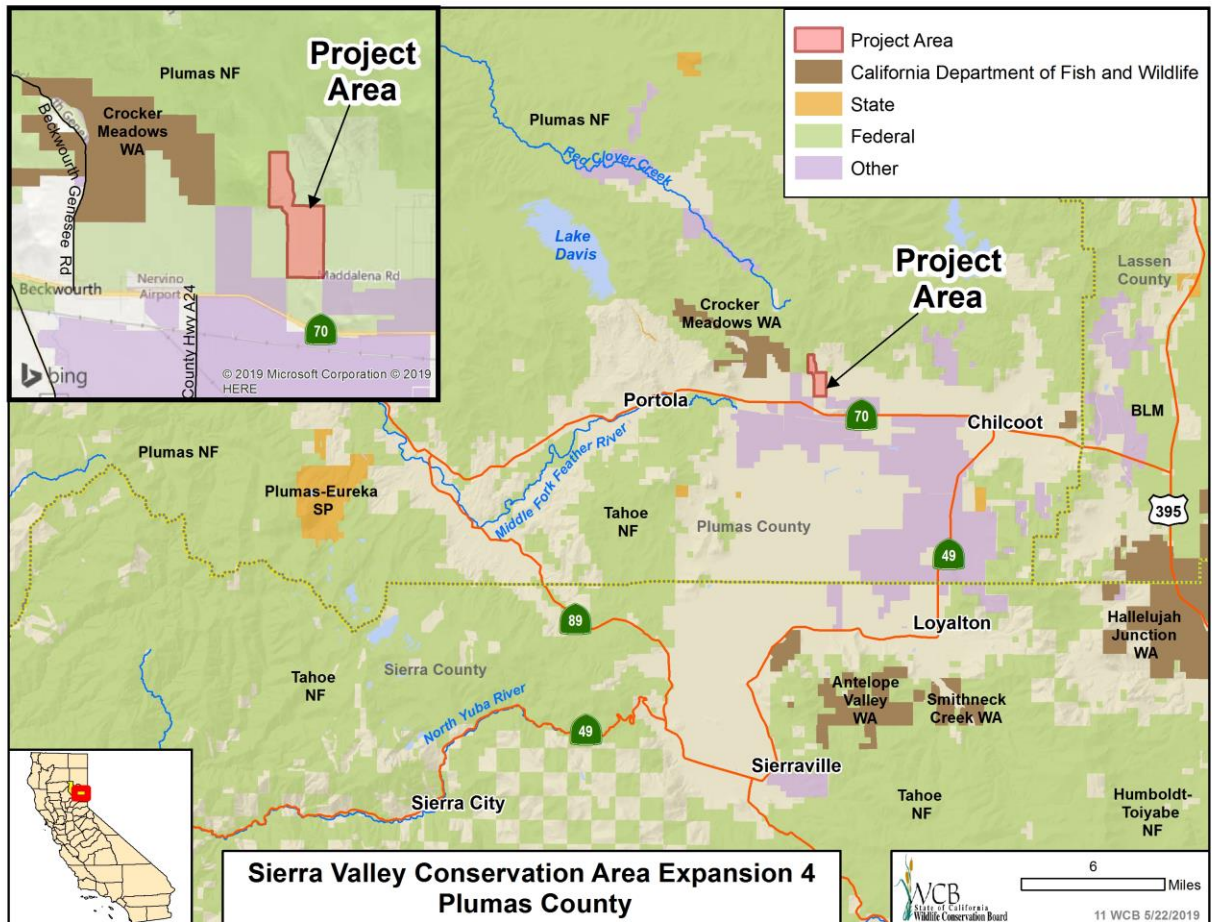 Project
Area
Plumas NF
Crocker
Meadows
WA
Beckwourth Genesee Rd
Beckwourth
Nervino
Airport
County Hwy A24
Maddalena Rd
70
bing
© 2019 Microsoft Corporation © 2019
HERE
Project Area
California Department of Fish and Wildlife
State
Federal
Other
Plumas NF
Red Clover Creek
Lake
Davis
Crocker
Meadows WA
Project
Area
Lassen
County
Portola
70
Chilcoot
BLM
Middle Fork Feather River
Plumas NF
Plumas-Eureka
SP
Tahoe
NF
Plumas County
395
49
89
Loyalton
Hallelujah
Junction
WA
Tahoe
NF
Sierra County
North Yuba River
49
Antelope
Valley
WA
Smithneck
Creek WA
Sierraville
Sierra City
Tahoe
NF
Humboldt-
Toiyabe
NF
Sierra Valley Conservation Area Expansion 4
Plumas County
WCB
State of California
Wildlife Conservation Board
6
Miles
11 WCB 5/22/2019